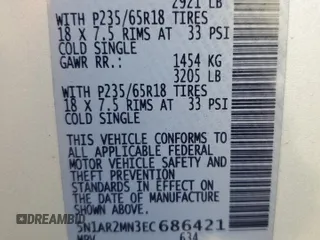 2921 LB
WITH P235/65R18 TIRES
18 X 7.5 RIMS AT 33 PSI
COLD SINGLE
GAWR RR.: 1454 KG
3205 LB
WITH P235/65R18 TIRES
18 X 7.5 RIMS AT 33 PSI
COLD SINGLE
THIS VEHICLE CONFORMS TO
ALL APPLICABLE FEDERAL
MOTOR VEHICLE SAFETY AND
THEFT PREVENTION
STANDARDS IN EFFECT ON
THE DATE OF MANUFACTURE
SHOWN ABOVE.
5N1AR2MN3EC686421
MPV 634